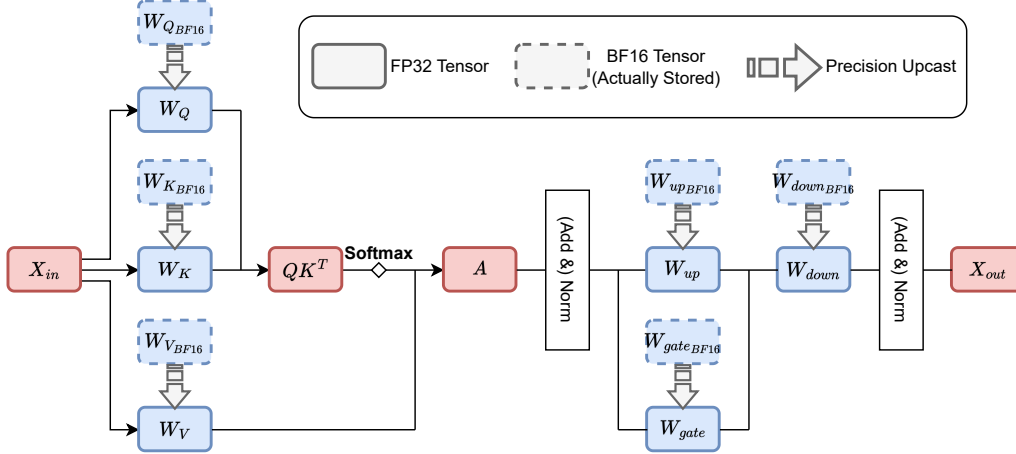 W_{Q_{BF16}}
FP32 Tensor
BF16 Tensor
(Actually Stored)
Precision Upcast
W_Q
W_{K_{BF16}}
W_{up_{BF16}}
W_{down_{BF16}}
X_{in}
W_K
Softmax
QK^T
A
(Add &) Norm
W_{up}
W_{down}
(Add &) Norm
X_{out}
W_{V_{BF16}}
W_{gate_{BF16}}
W_V
W_{gate}